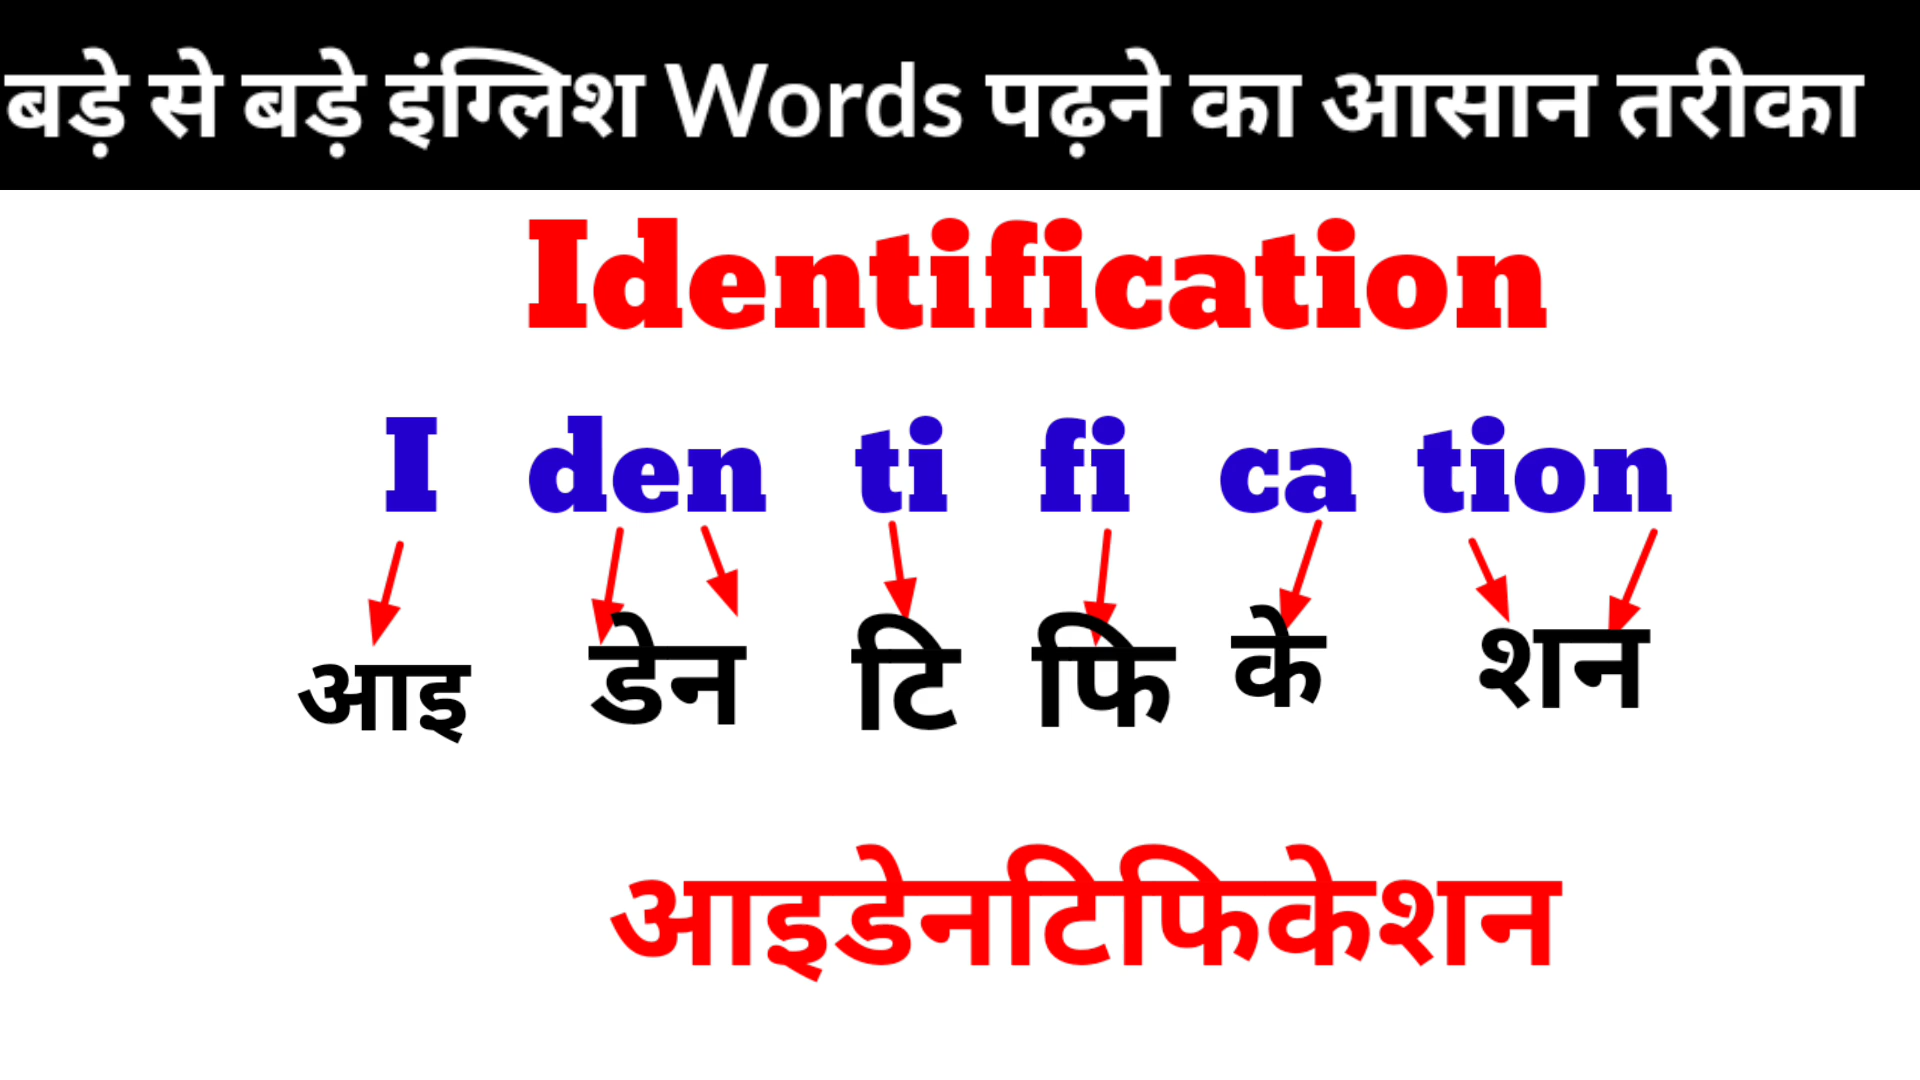 बड़े से बड़े इंग्लिश Words पढ़ने का आसान तरीका
Identification
I den ti fi ca tion
आइ डेन टि फि के शन
आइडेनटिफिकेशन